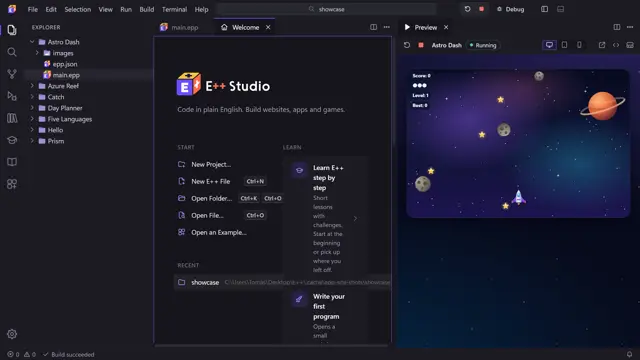 File Edit Selection View Run Build Terminal Help
showcase
Debug
EXPLORER
Astro Dash
images
epp.json
main.epp
Azure Reef
Catch
Day Planner
Five Languages
Hello
Prism
main.epp
Welcome
E++ Studio
Code in plain English. Build websites, apps and games.
START
New Project...
New E++ File Ctrl+N
Open Folder... Ctrl+K Ctrl+O
Open File... Ctrl+O
Open an Example...
RECENT
showcase
LEARN
Learn E++
step by
step
Short
lessons
with
challenges.
Start at the
beginning
or pick up
where you
left off.
Write your
first
program
Opens a
small
Preview
Astro Dash
Running
Score: 0
Level: 1
Best: 0
0
0
Build succeeded